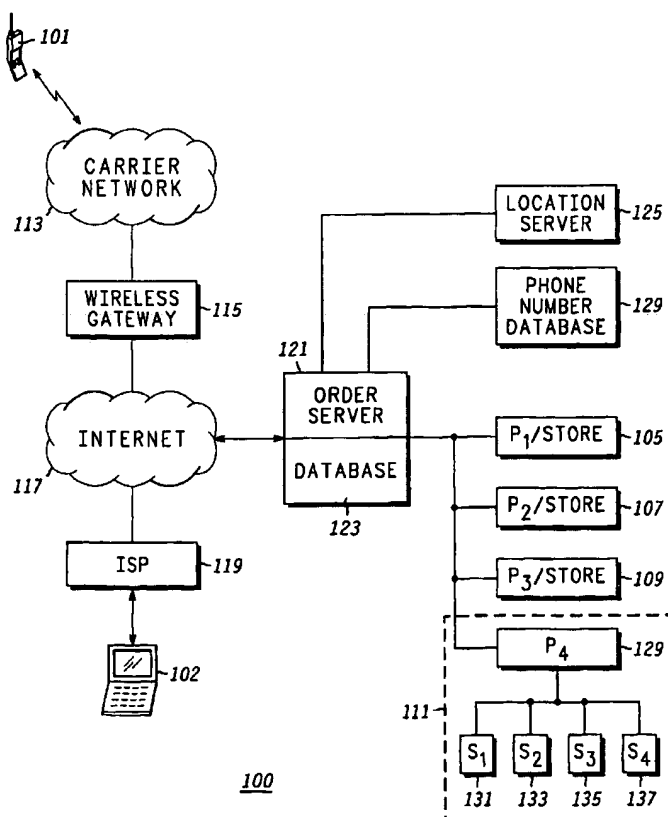 101
CARRIER
NETWORK
113
WIRELESS
GATEWAY
115
INTERNET
117
ISP
119
102
LOCATION
SERVER
125
PHONE
NUMBER
DATABASE
129
121
ORDER
SERVER
DATABASE
123
P1/STORE
105
P2/STORE
107
P3/STORE
109
P4
129
111
S1
S2
S3
S4
131
133
135
137
100